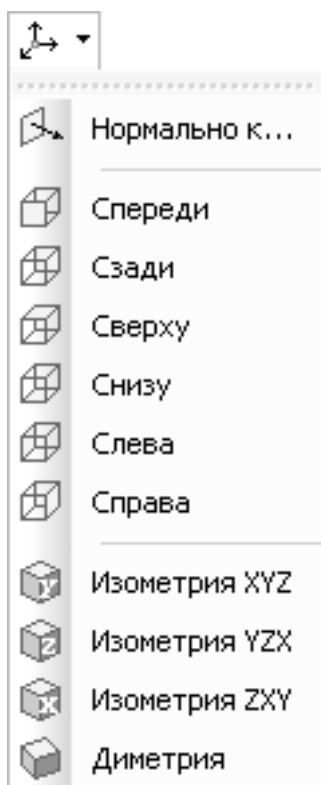 Нормально к...
Спереди
Сзади
Сверху
Снизу
Слева
Справа
Изометрия XYZ
Изометрия YZX
Изометрия ZXY
Диметрия